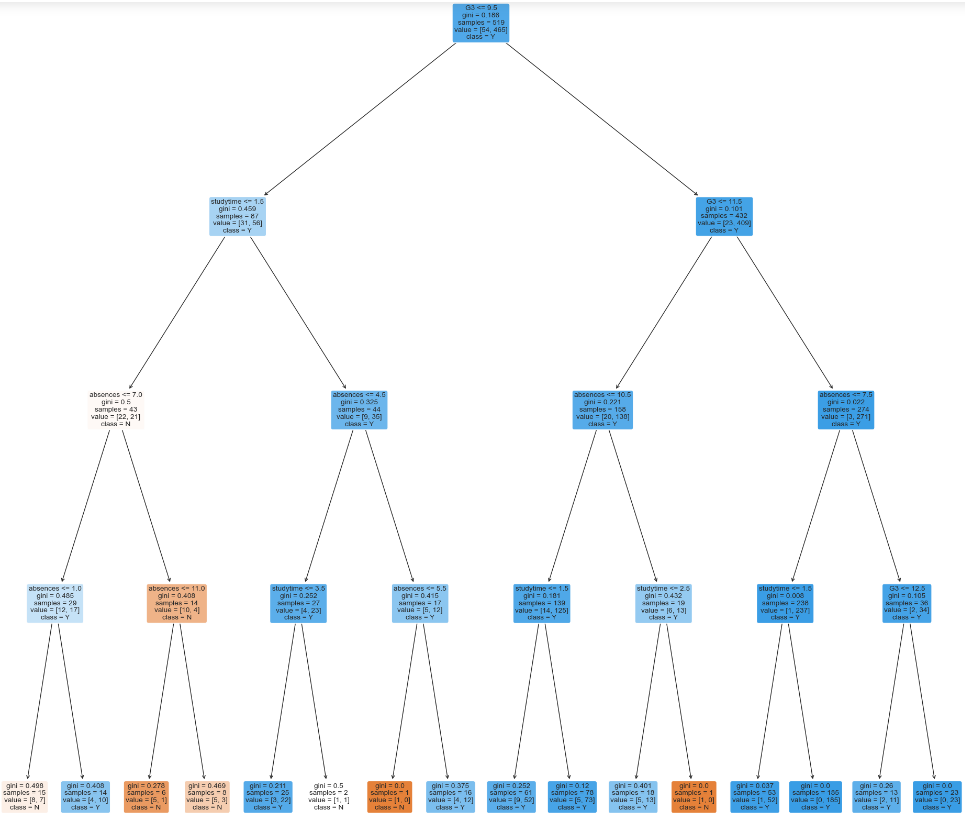 G3 <= 9.5
gini = 0.186
samples = 519
value = [54, 465]
class = Y
studytime <= 1.5
gini = 0.459
samples = 87
value = [31, 56]
class = Y
G3 <= 11.5
gini = 0.101
samples = 432
value = [23, 409]
class = Y
absences <= 7.0
gini = 0.5
samples = 43
value = [22, 21]
class = N
absences <= 4.5
gini = 0.325
samples = 44
value = [9, 35]
class = Y
absences <= 10.5
gini = 0.221
samples = 158
value = [20, 138]
class = Y
absences <= 7.5
gini = 0.022
samples = 274
value = [3, 271]
class = Y
absences <= 1.0
gini = 0.485
samples = 29
value = [12, 17]
class = Y
absences <= 11.0
gini = 0.408
samples = 14
value = [10, 4]
class = N
studytime <= 3.5
gini = 0.252
samples = 27
value = [4, 23]
class = Y
absences <= 5.5
gini = 0.415
samples = 17
value = [5, 12]
class = Y
studytime <= 1.5
gini = 0.181
samples = 139
value = [14, 125]
class = Y
studytime <= 2.5
gini = 0.432
samples = 19
value = [6, 13]
class = Y
studytime <= 1.5
gini = 0.008
samples = 238
value = [1, 237]
class = Y
G3 <= 12.5
gini = 0.105
samples = 36
value = [2, 34]
class = Y
gini = 0.498
samples = 15
value = [8, 7]
class = N
gini = 0.408
samples = 14
value = [4, 10]
class = Y
gini = 0.278
samples = 6
value = [5, 1]
class = N
gini = 0.469
samples = 8
value = [5, 3]
class = N
gini = 0.211
samples = 25
value = [3, 22]
class = Y
gini = 0.5
samples = 2
value = [1, 1]
class = N
gini = 0.0
samples = 1
value = [1, 0]
class = N
gini = 0.375
samples = 16
value = [4, 12]
class = Y
gini = 0.252
samples = 61
value = [9, 52]
class = Y
gini = 0.12
samples = 78
value = [5, 73]
class = Y
gini = 0.401
samples = 18
value = [5, 13]
class = Y
gini = 0.0
samples = 1
value = [1, 0]
class = N
gini = 0.037
samples = 53
value = [1, 52]
class = Y
gini = 0.0
samples = 185
value = [0, 185]
class = Y
gini = 0.26
samples = 13
value = [2, 11]
class = Y
gini = 0.0
samples = 23
value = [0, 23]
class = Y